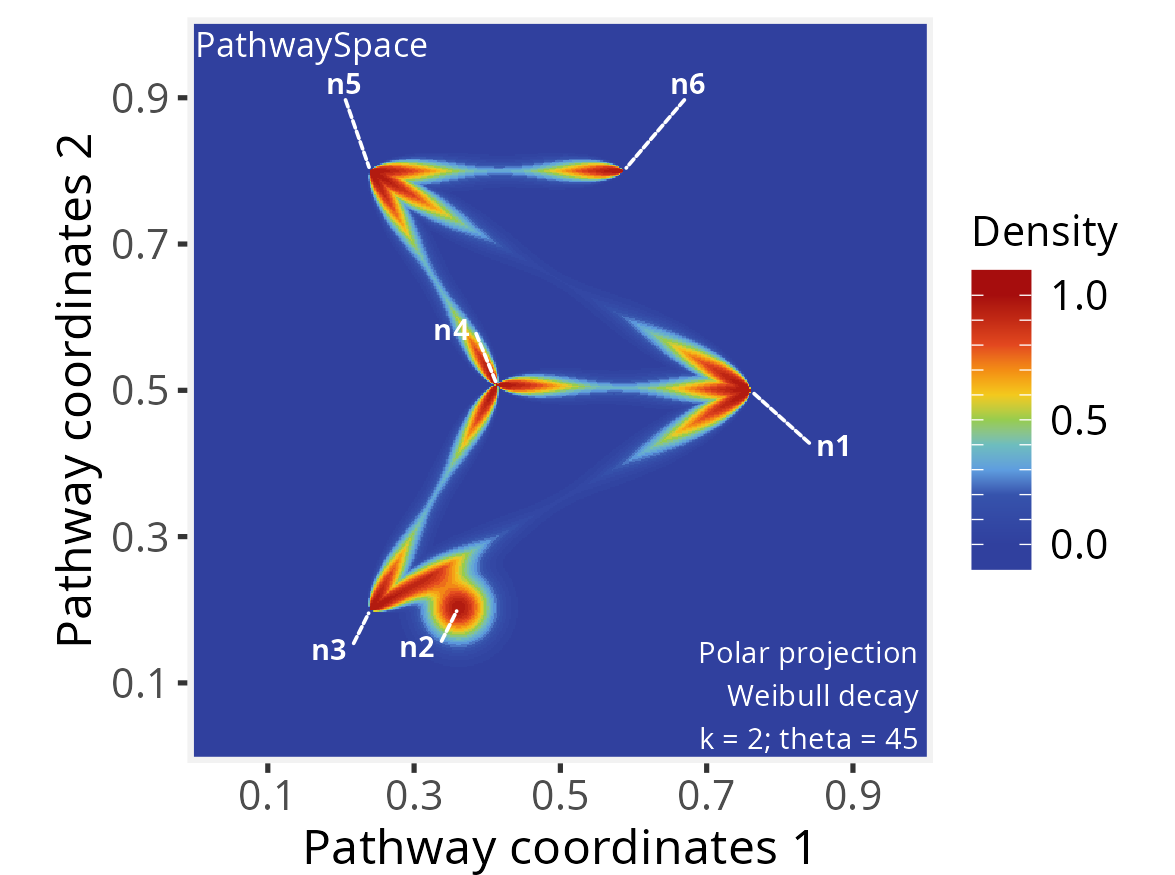 PathwaySpace
n5
n6
0.9
0.7
n4
0.5
n1
0.3
n3
n2
0.1
Pathway coordinates 2
Polar projection
Weibull decay
k = 2; theta = 45
0.1
0.3
0.5
0.7
0.9
Pathway coordinates 1
Density
1.0
0.5
0.0